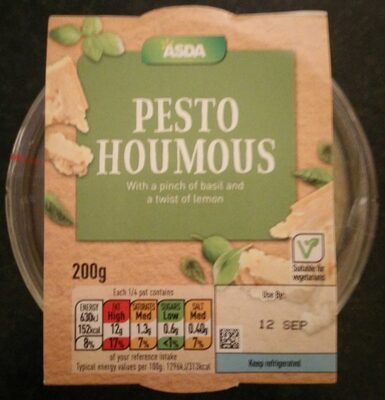 ASDA
PESTO
HOUMOUS
With a pinch of basil and
a twist of lemon
200g
Suitable for
vegetarians
Each 1/4 pot contains
ENERGY FAT SATURATES SUGARS SALT
630kJ High Med Low Med
152kcal 12g 1.3g 0.6g 0.40g
8% 17% 7% <1% 7%
of your reference intake
Typical energy values per 100g: 1296kJ/313kcal
Use By:
12 SEP
Keep refrigerated